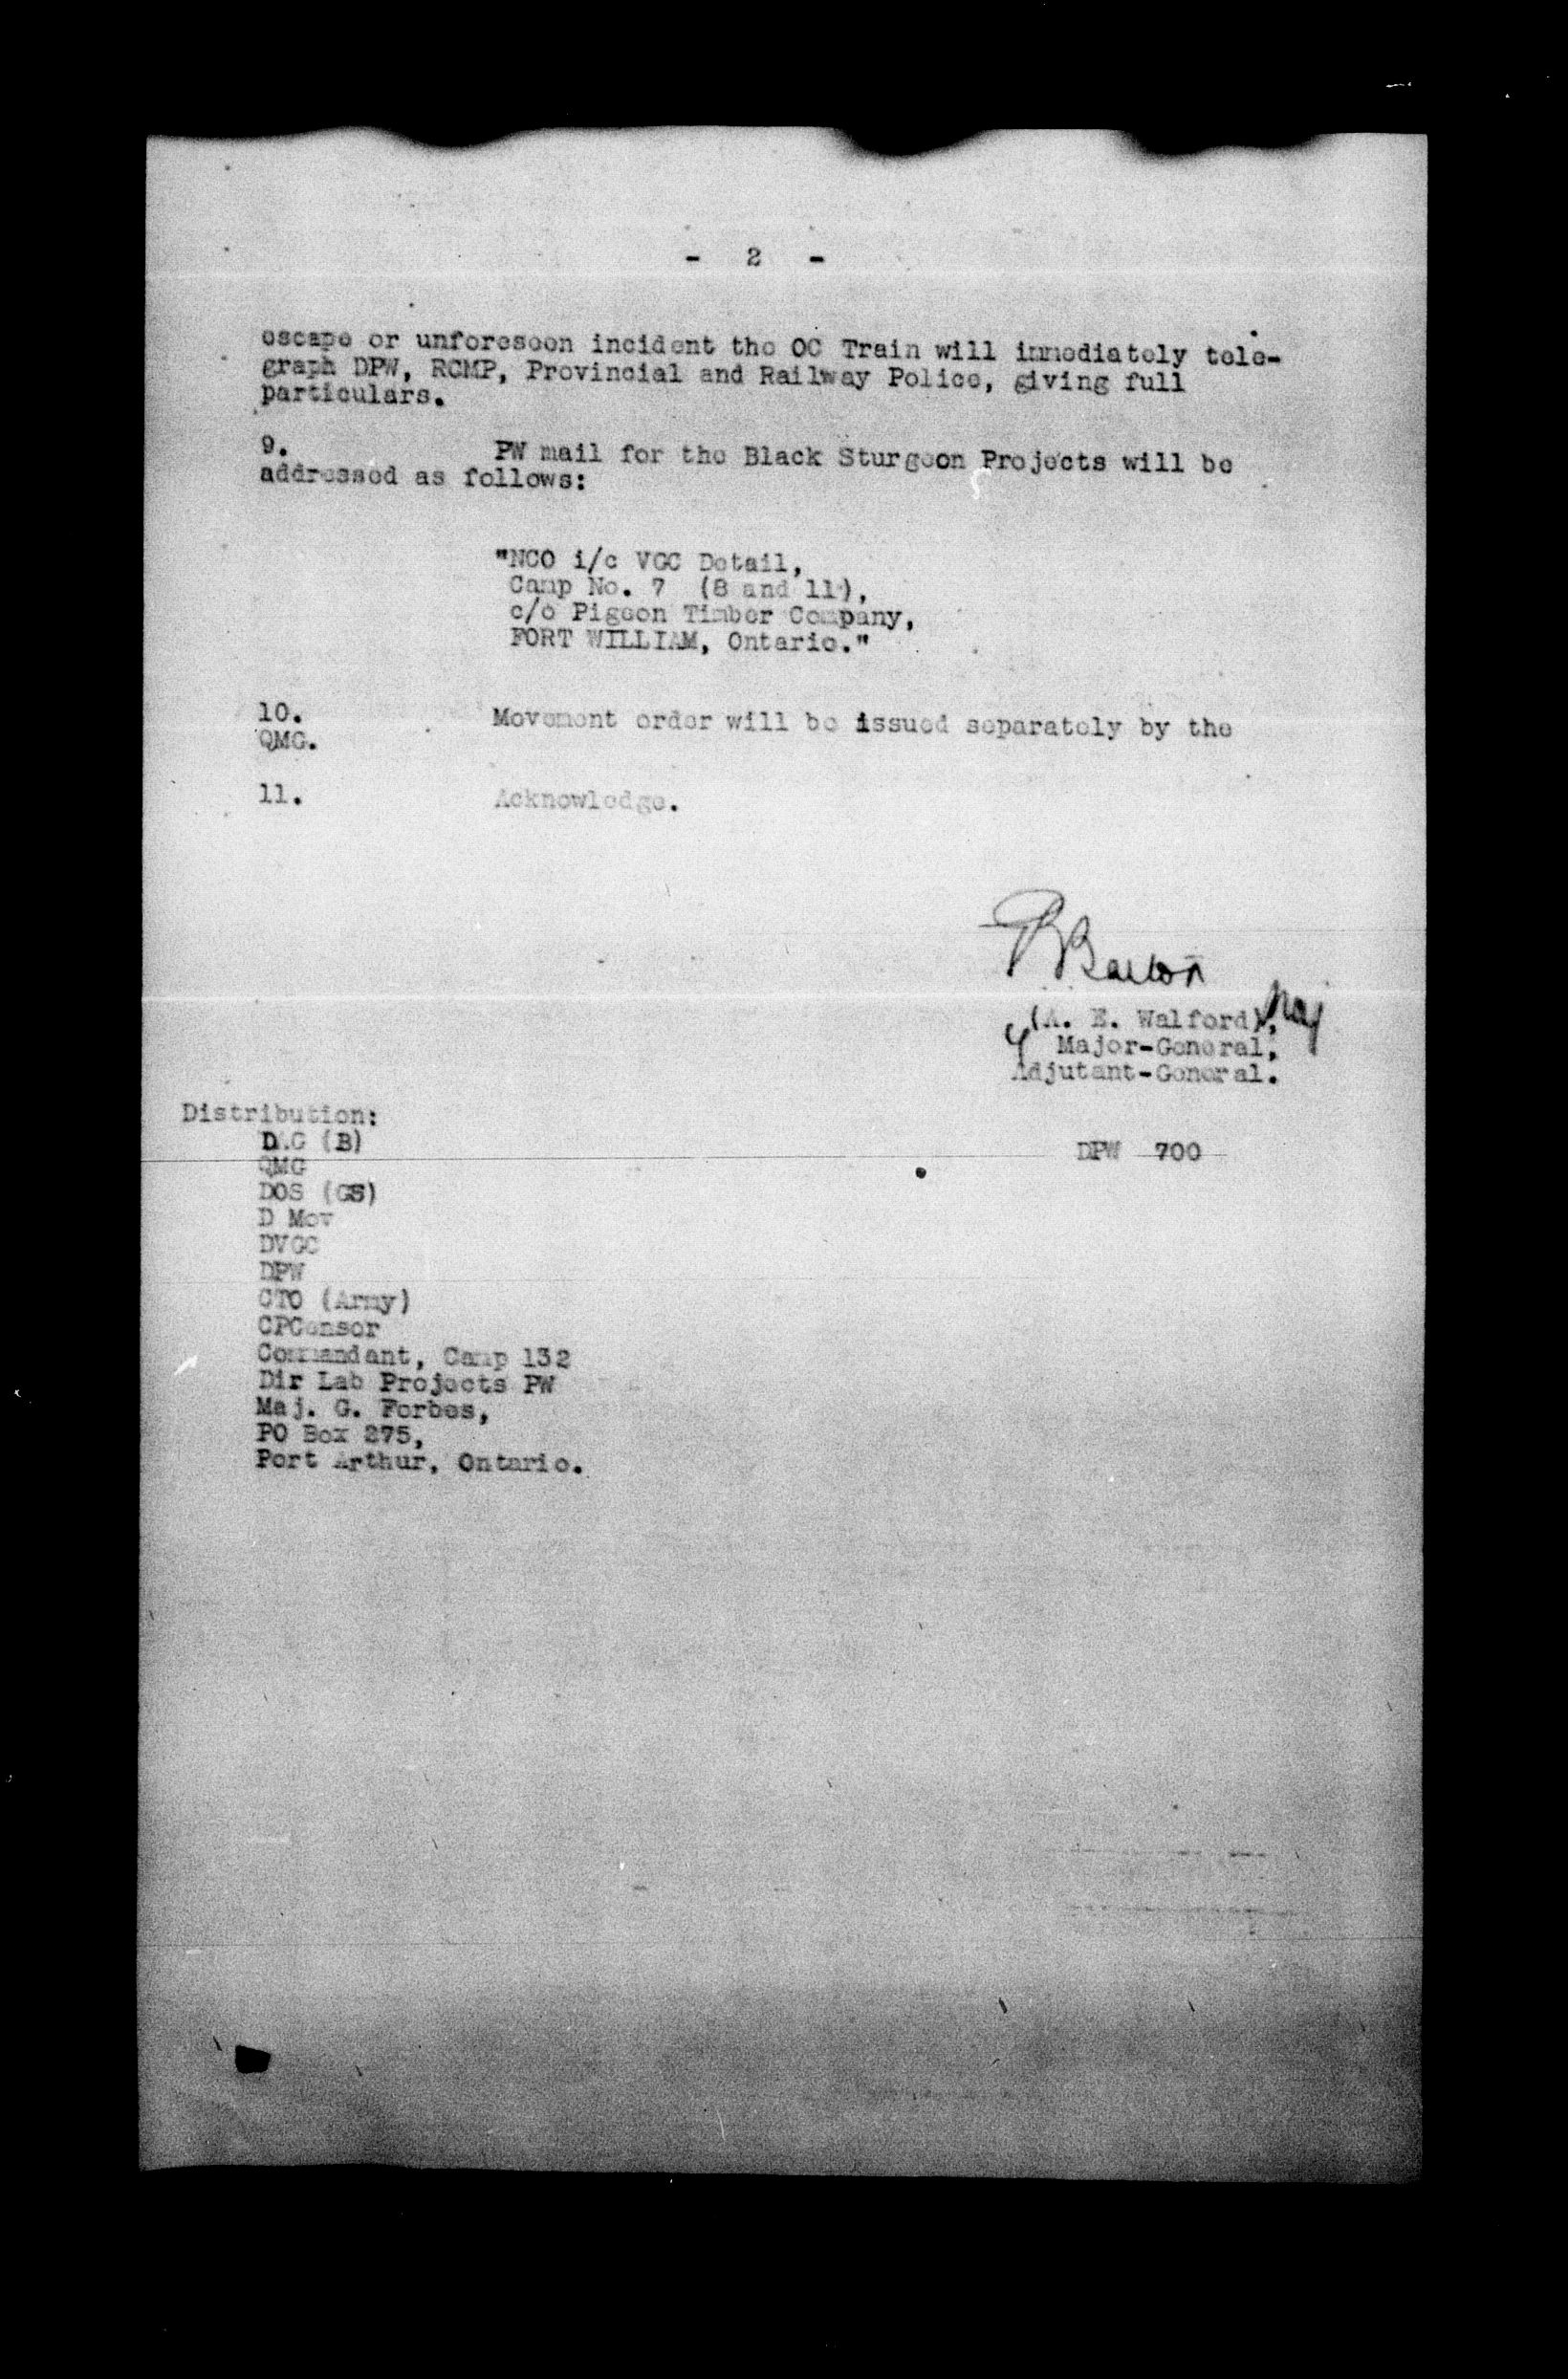 - 2 -
escape or unforeseen incident the OC Train will immediately tele-
graph DPW, RCMP, Provincial and Railway Police, giving full
particulars.
9. PW mail for the Black Sturgeon Projects will be
addressed as follows:
"NCO i/c VGC Detail,
Camp No. 7 (8 and 11),
c/o Pigeon Timber Company,
FORT WILLIAM, Ontario."
10. Movement order will be issued separately by the
QMG.
11. Acknowledge.
(A. E. Walford), Maj
Major-General,
Adjutant-General.
Distribution:
DAG (B)
DPW 700
QMG
DOS (GS)
D Mov
DVGC
DPW
CTO (Army)
CPCensor
Commandant, Camp 132
Dir Lab Projects PW
Maj. G. Forbes,
PO Box 275,
Port Arthur, Ontario.